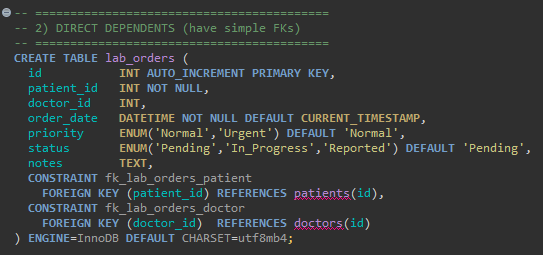 -- ==========================================
-- 2) DIRECT DEPENDENTS (have simple FKs)
-- ==========================================
CREATE TABLE lab_orders (
  id          INT AUTO_INCREMENT PRIMARY KEY,
  patient_id  INT NOT NULL,
  doctor_id   INT,
  order_date  DATETIME NOT NULL DEFAULT CURRENT_TIMESTAMP,
  priority    ENUM('Normal','Urgent') DEFAULT 'Normal',
  status      ENUM('Pending','In_Progress','Reported') DEFAULT 'Pending',
  notes       TEXT,
  CONSTRAINT fk_lab_orders_patient
    FOREIGN KEY (patient_id) REFERENCES patients(id),
  CONSTRAINT fk_lab_orders_doctor
    FOREIGN KEY (doctor_id)  REFERENCES doctors(id)
) ENGINE=InnoDB DEFAULT CHARSET=utf8mb4;